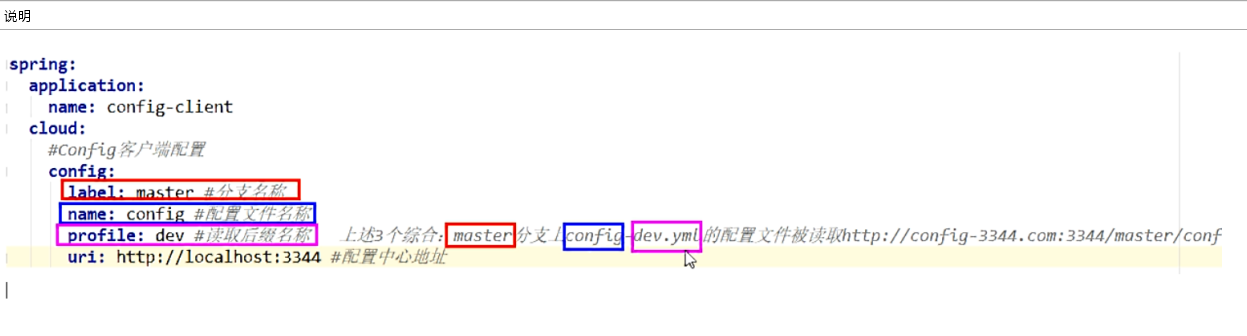 说明
spring:
application:
name: config-client
cloud:
#Config客户端配置
config:
label: master #分支名称
name: config #配置文件名称
profile: dev #读取后缀名称 上述3个综合：master分支上config-dev.yml的配置文件被读取http://config-3344.com:3344/master/conf
uri: http://localhost:3344 #配置中心地址